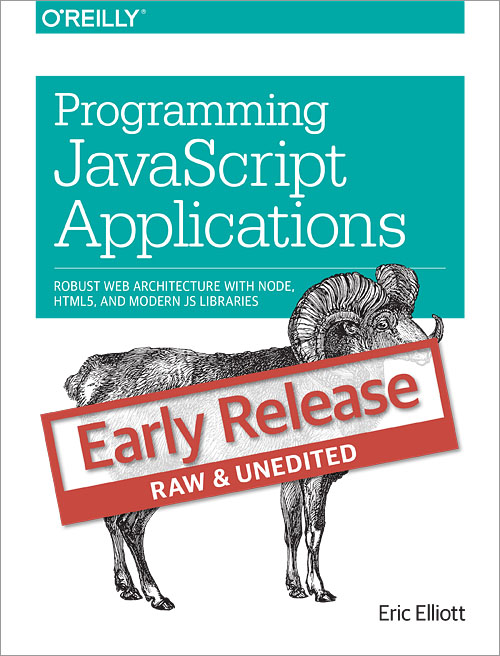 O'REILLY®
Programming
JavaScript
Applications
ROBUST WEB ARCHITECTURE WITH NODE,
HTML5, AND MODERN JS LIBRARIES
Early Release
RAW & UNEDITED
Eric Elliott